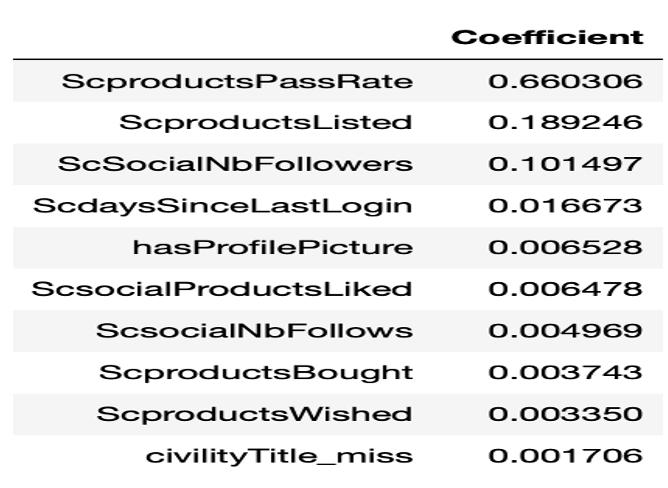 Coefficient
ScproductsPassRate 0.660306
ScproductsListed 0.189246
ScSocialNbFollowers 0.101497
ScdaysSinceLastLogin 0.016673
hasProfilePicture 0.006528
ScsocialProductsLiked 0.006478
ScsocialNbFollows 0.004969
ScproductsBought 0.003743
ScproductsWished 0.003350
civilityTitle_miss 0.001706